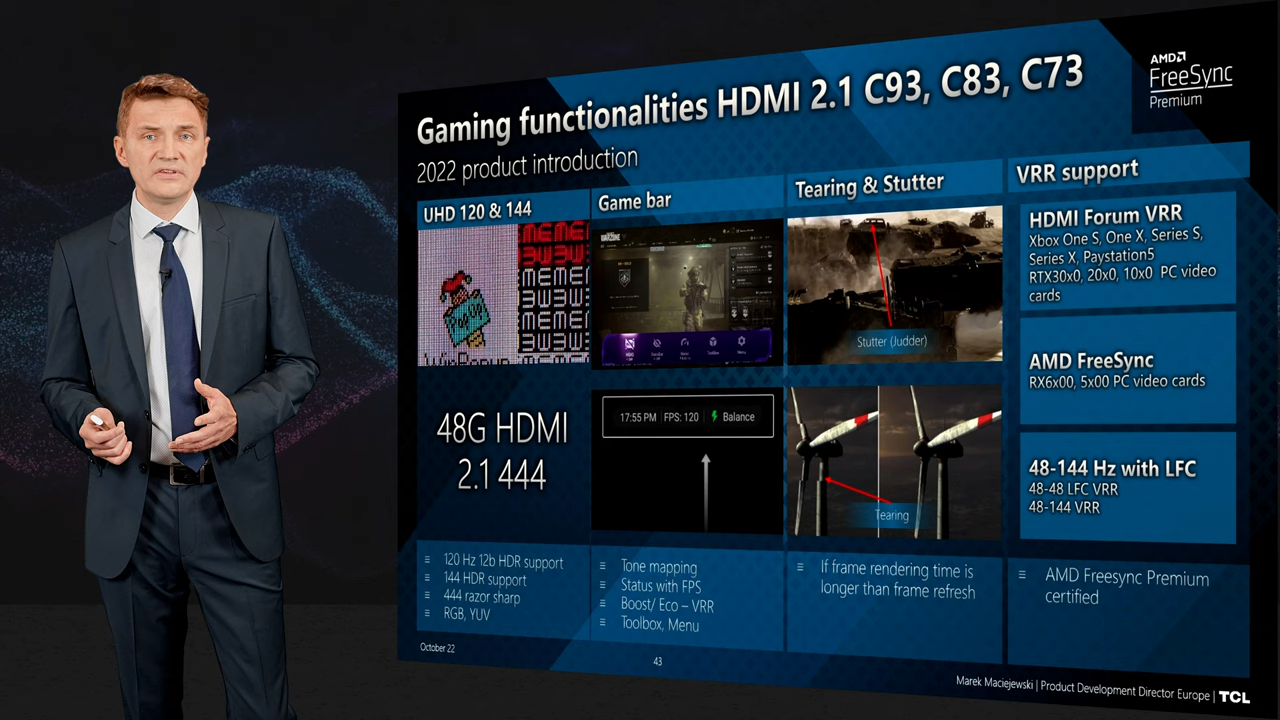 AMD
FreeSync
Premium
Gaming functionalities HDMI 2.1 C93, C83, C73
2022 product introduction
UHD 120 & 144
MEME
MEME
MEME
MEME
48G HDMI
2.1 444
120 Hz 12b HDR support
144 HDR support
444 razor sharp
RGB, YUV
Game bar
WARZONE
Menu
17:55 PM | FPS: 120 | Balance
Tone mapping
Status with FPS
Boost/ Eco – VRR
Toolbox, Menu
Tearing & Stutter
Stutter (Judder)
Tearing
If frame rendering time is
longer than frame refresh
VRR support
HDMI Forum VRR
Xbox One S, One X, Series S,
Series X, Paystation5
RTX30x0, 20x0, 10x0 PC video
cards
AMD FreeSync
RX6x00, 5x00 PC video cards
48-144 Hz with LFC
48-48 LFC VRR
48-144 VRR
AMD Freesync Premium
certified
October 22
43
Marek Maciejewski | Product Development Director Europe | TCL